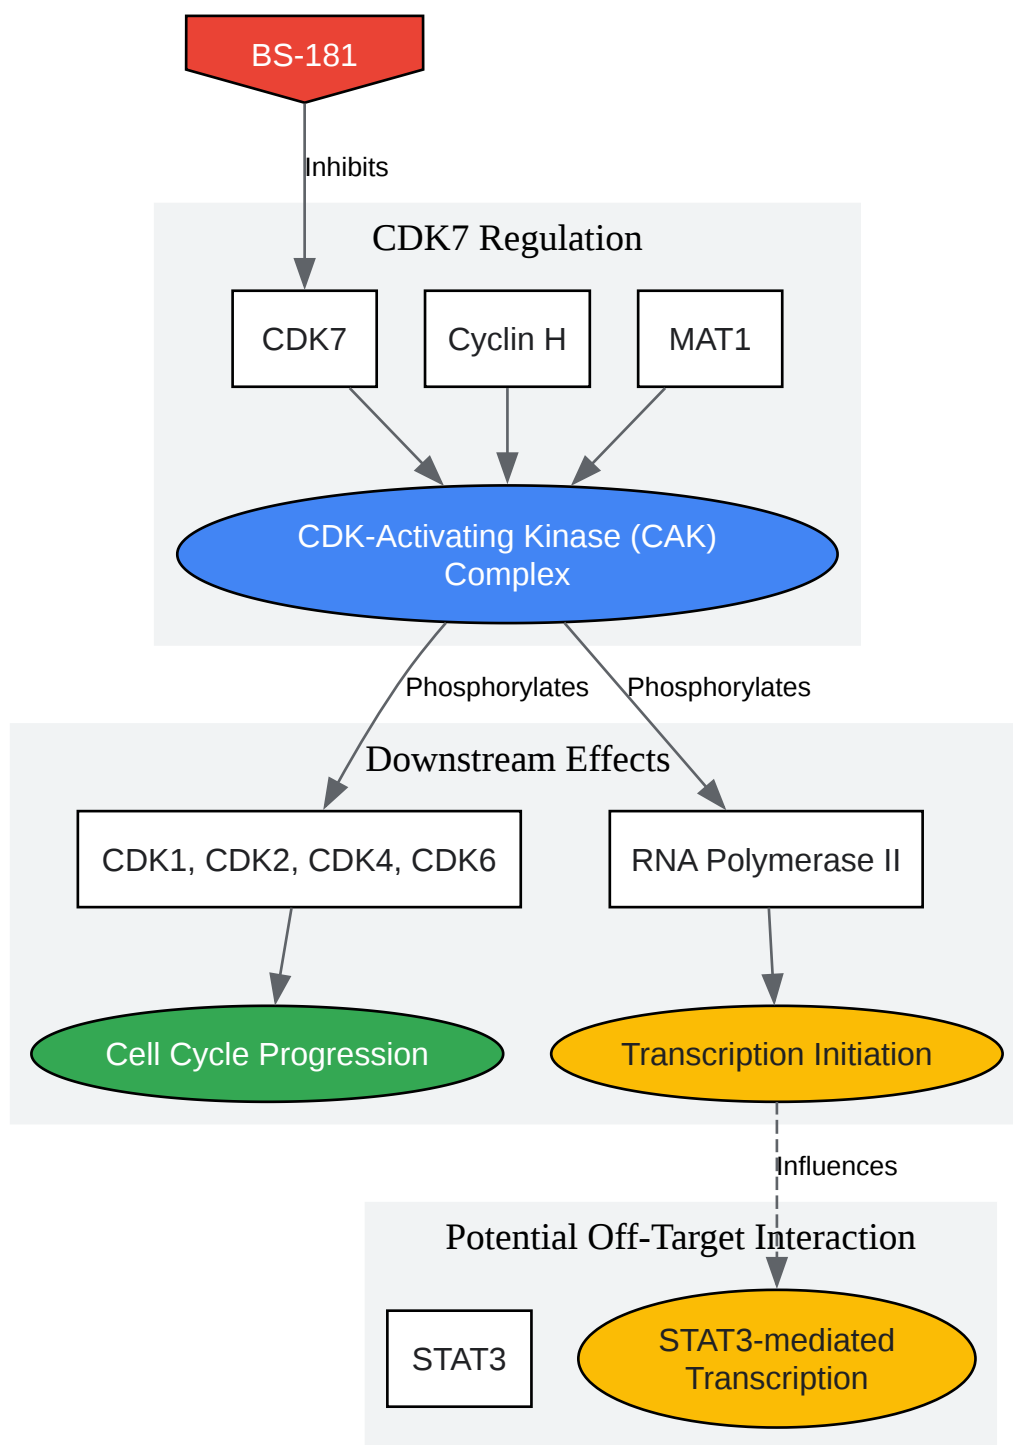 BS-181
Inhibits
CDK7 Regulation
CDK7
Cyclin H
MAT1
CDK-Activating Kinase (CAK)
Complex
Phosphorylates
Phosphorylates
Downstream Effects
CDK1, CDK2, CDK4, CDK6
RNA Polymerase II
Cell Cycle Progression
Transcription Initiation
Influences
Potential Off-Target Interaction
STAT3
STAT3-mediated
Transcription